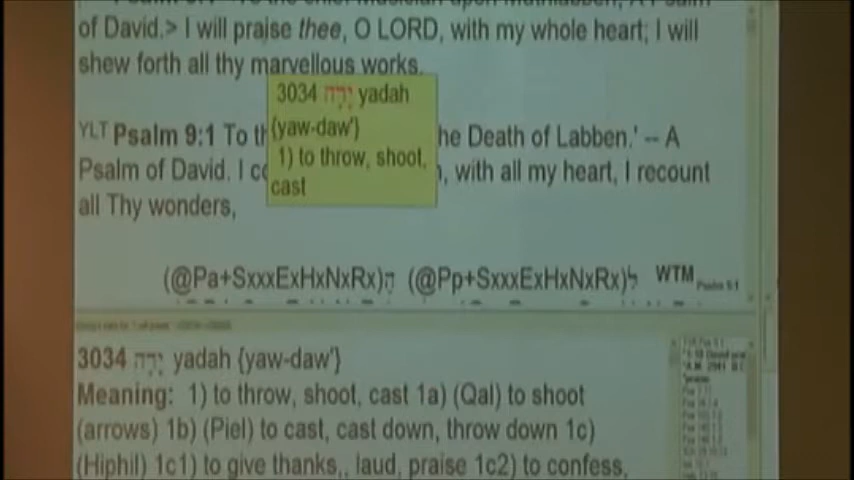 of David.> I will praise thee, O LORD, with my whole heart; I will
shew forth all thy marvellous works.
3034 יָדָה yadah
{yaw-daw'}
1) to throw, shoot,
cast
YLT Psalm 9:1 To th he Death of Labben.' -- A
Psalm of David. I co , with all my heart, I recount
all Thy wonders,
(@Pa+SxxxExHxNxRx)ה (@Pp+SxxxExHxNxRx)ל WTM Psalm 9:1
3034 יָדָה yadah {yaw-daw'}
Meaning: 1) to throw, shoot, cast 1a) (Qal) to shoot
(arrows) 1b) (Piel) to cast, cast down, throw down 1c)
(Hiphil) 1c1) to give thanks,, laud, praise 1c2) to confess,